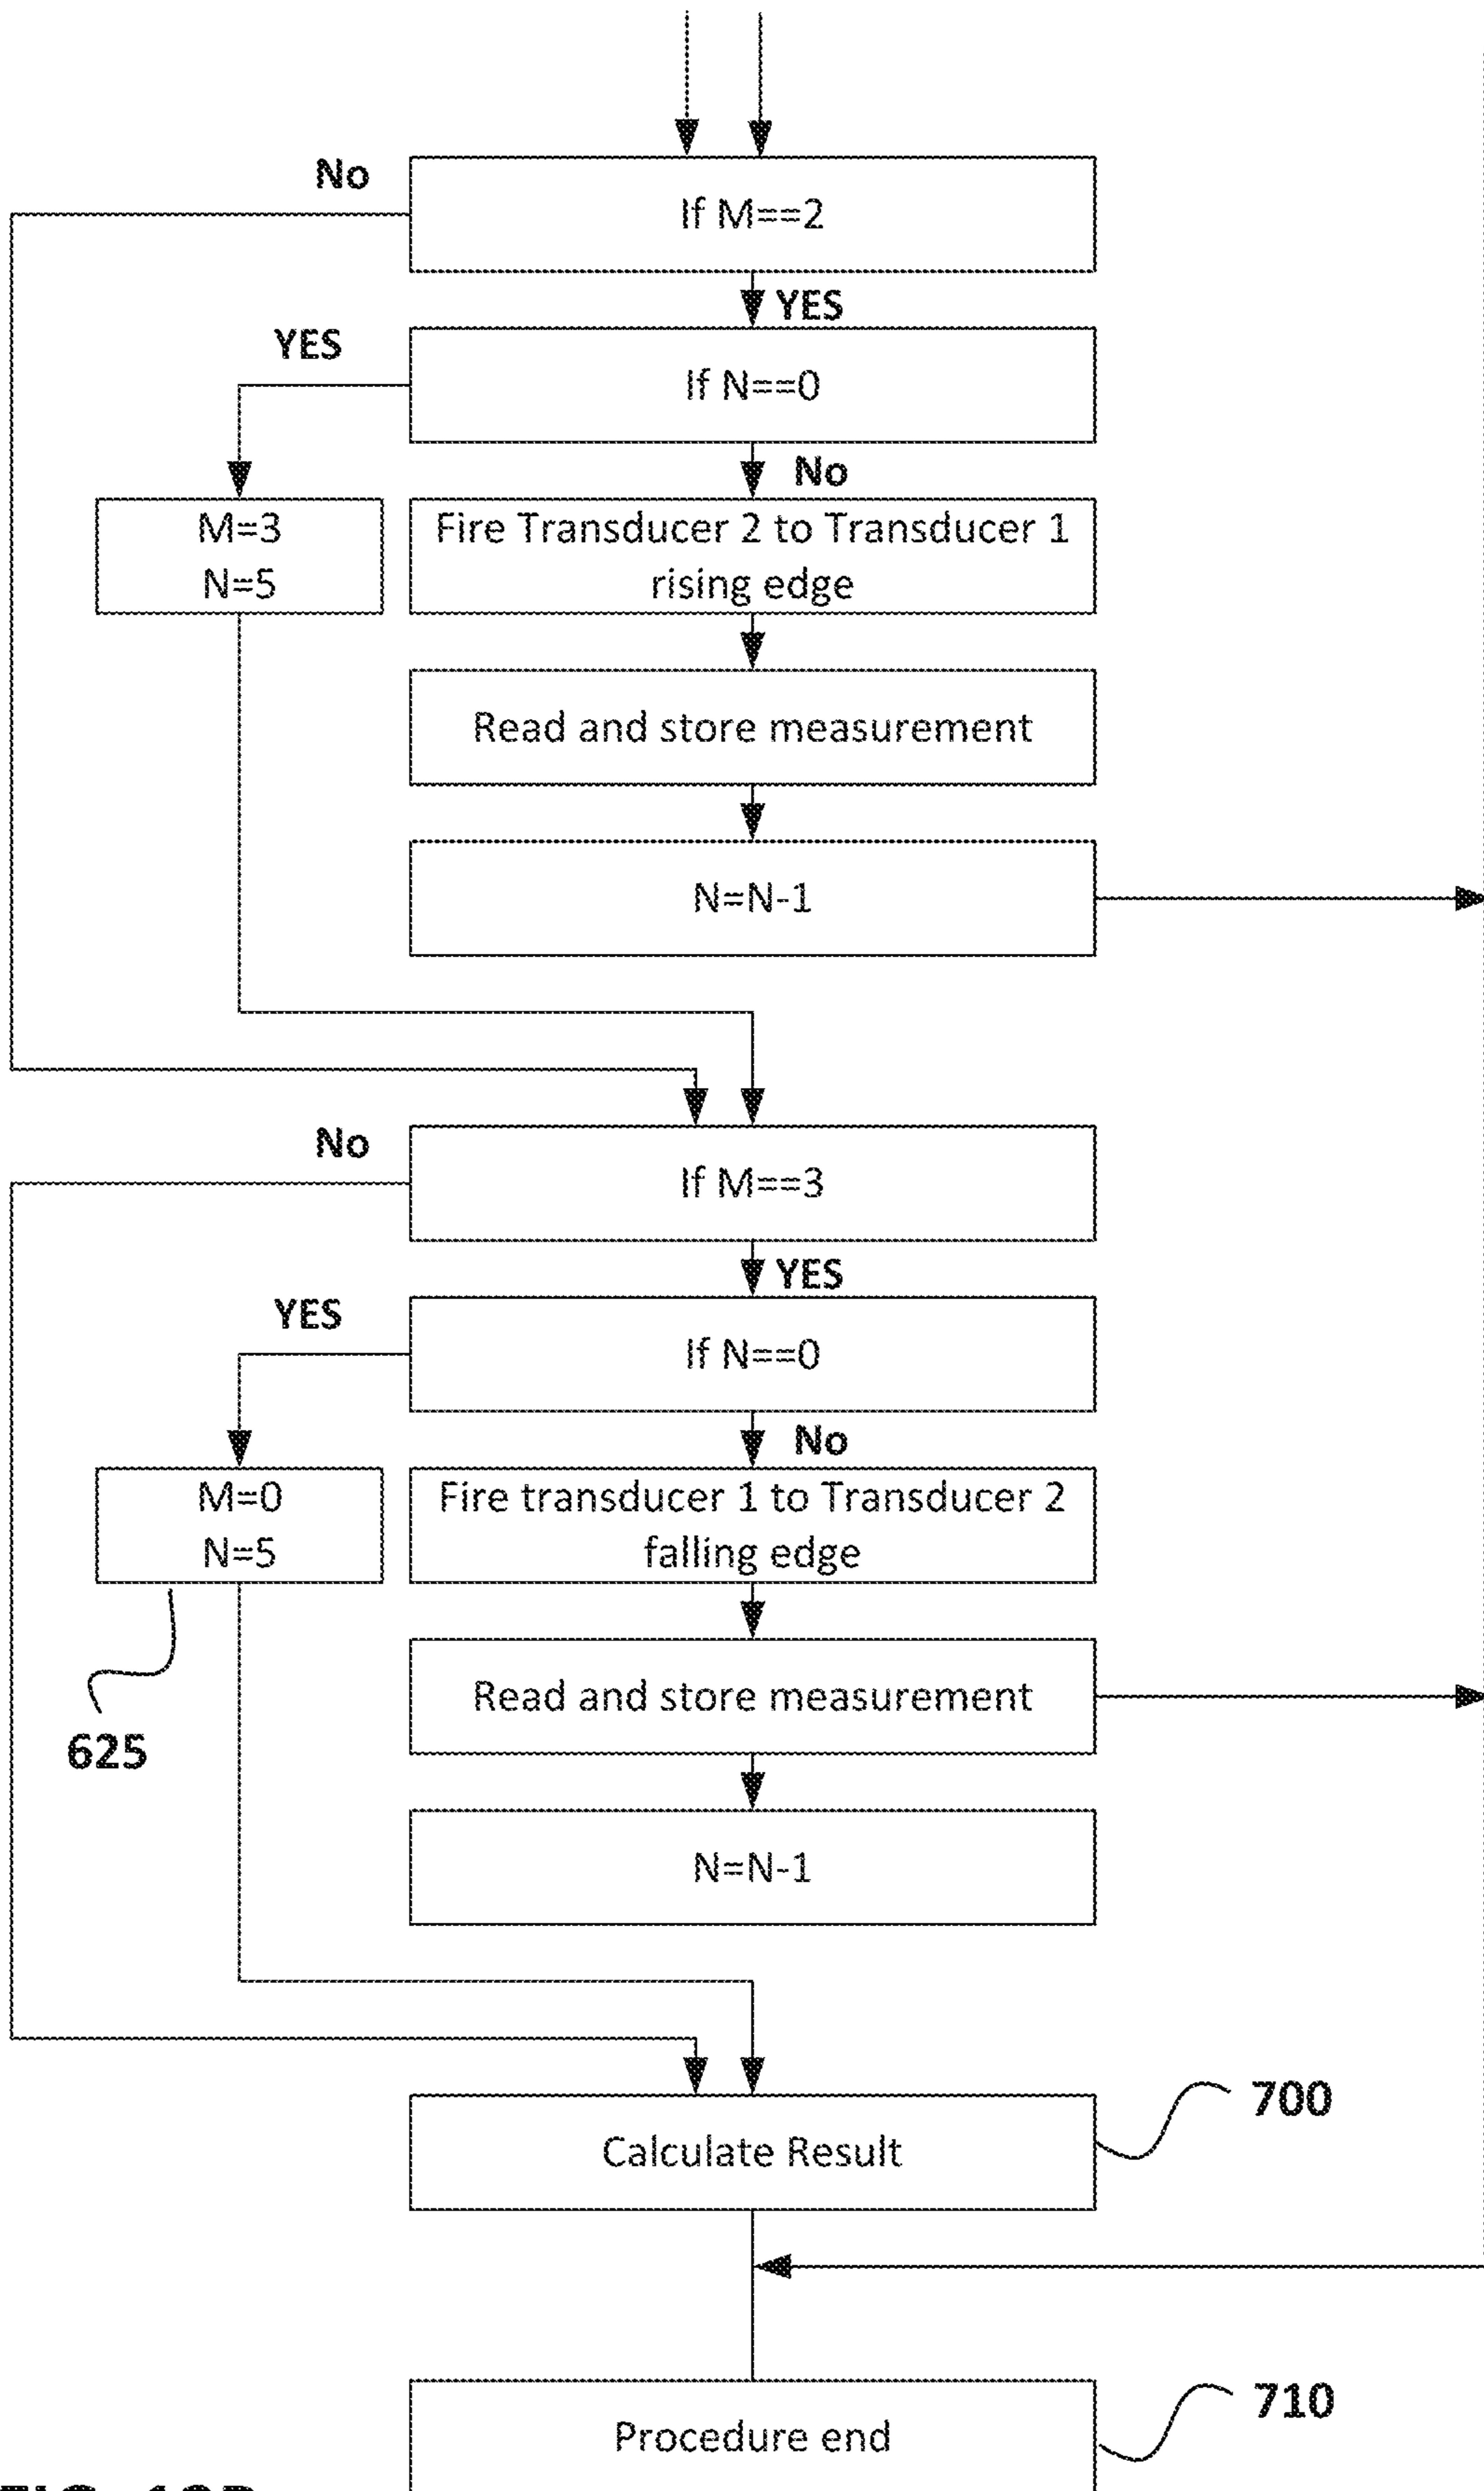 No
If M==2
YES
YES
If N==0
No
M=3
N=5
Fire Transducer 2 to Transducer 1
rising edge
Read and store measurement
N=N-1
No
If M==3
YES
YES
If N==0
No
M=0
N=5
Fire transducer 1 to Transducer 2
falling edge
625
Read and store measurement
N=N-1
700
Calculate Result
710
Procedure end